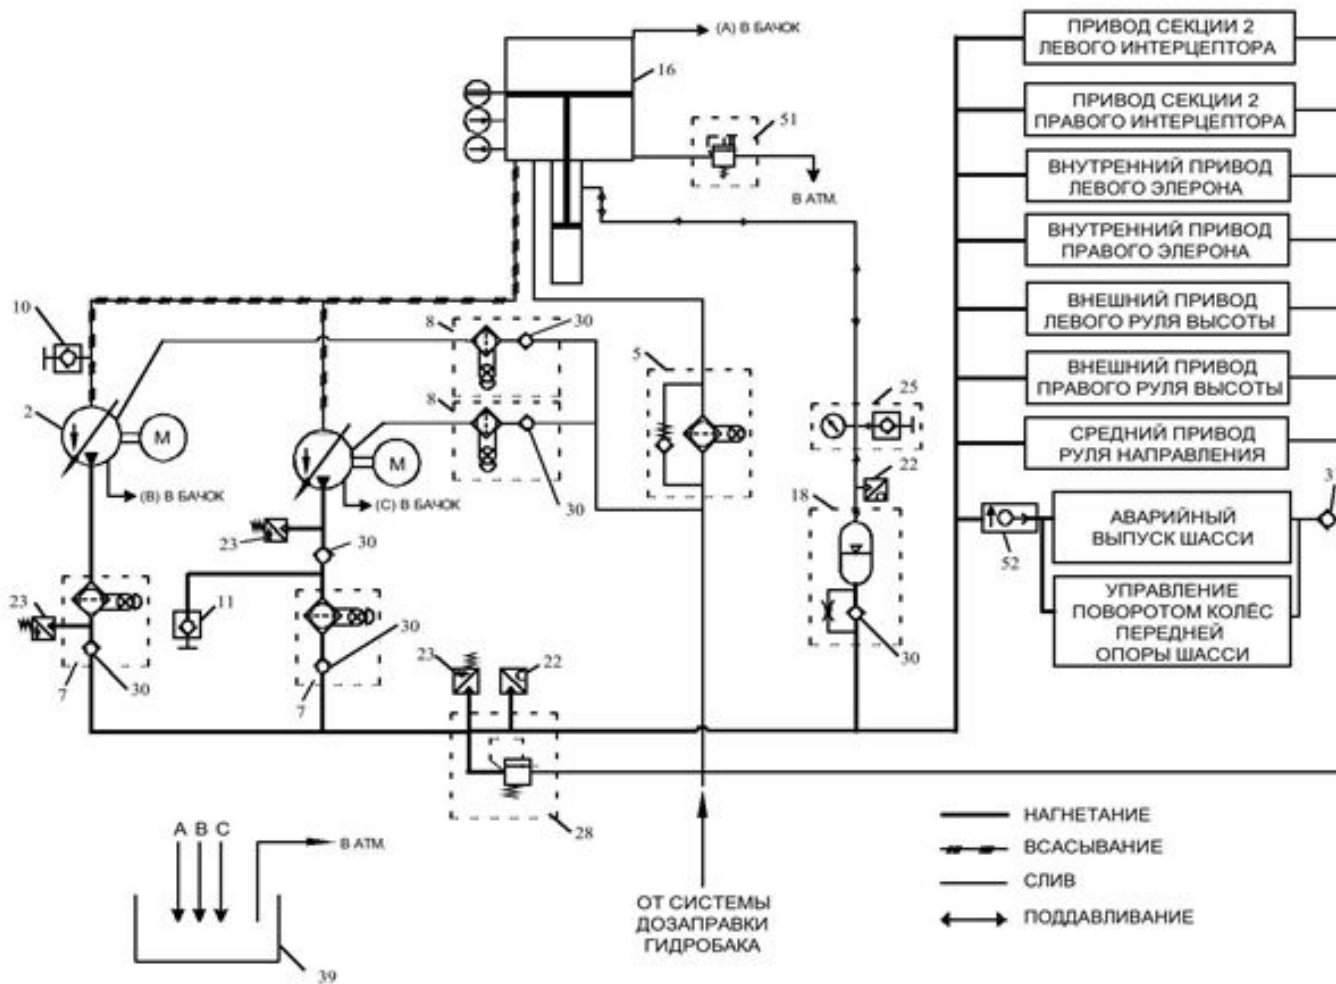 (A) В БАЧОК
16
51
В АТМ.
ПРИВОД СЕКЦИИ 2
ЛЕВОГО ИНТЕРЦЕПТОРА
ПРИВОД СЕКЦИИ 2
ПРАВОГО ИНТЕРЦЕПТОРА
ВНУТРЕННИЙ ПРИВОД
ЛЕВОГО ЭЛЕРОНА
ВНУТРЕННИЙ ПРИВОД
ПРАВОГО ЭЛЕРОНА
ВНЕШНИЙ ПРИВОД
ЛЕВОГО РУЛЯ ВЫСОТЫ
ВНЕШНИЙ ПРИВОД
ПРАВОГО РУЛЯ ВЫСОТЫ
СРЕДНИЙ ПРИВОД
РУЛЯ НАПРАВЛЕНИЯ
АВАРИЙНЫЙ
ВЫПУСК ШАССИ
УПРАВЛЕНИЕ
ПОВОРОТОМ КОЛЁС
ПЕРЕДНЕЙ
ОПОРЫ ШАССИ
3
52
10
2
М
(B) В БАЧОК
М
(C) В БАЧОК
8
30
8
30
5
25
22
18
30
23
30
11
23
7
30
30
7
23
22
28
A B C
В АТМ.
39
ОТ СИСТЕМЫ
ДОЗАПРАВКИ
ГИДРОБАКА
НАГНЕТАНИЕ
ВСАСЫВАНИЕ
СЛИВ
ПОДДАВЛИВАНИЕ